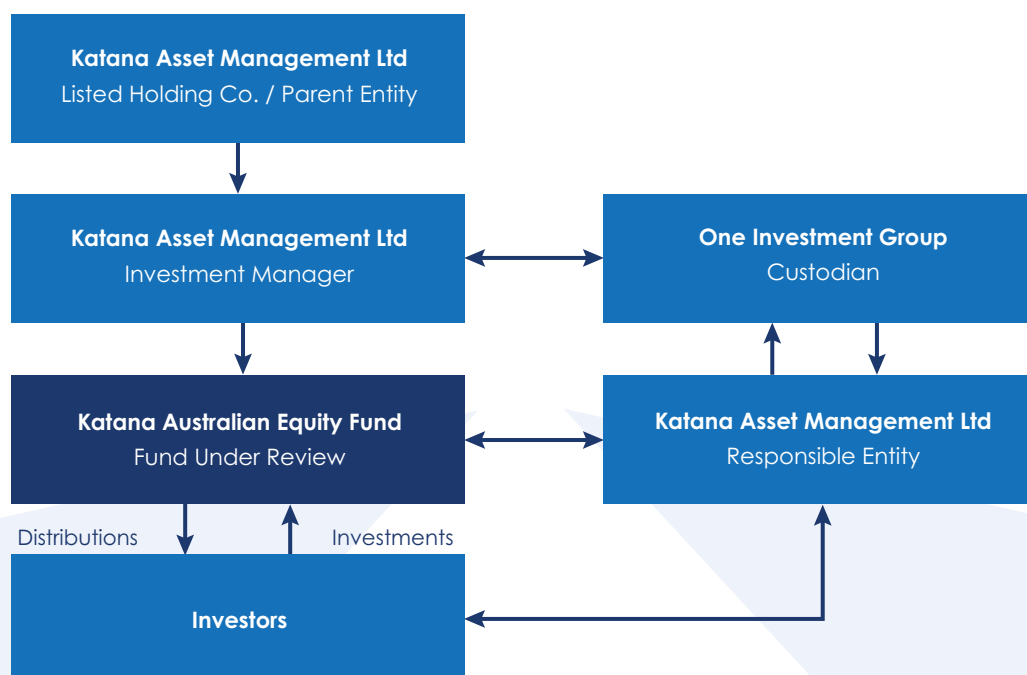 Katana Asset Management Ltd
Listed Holding Co. / Parent Entity
Katana Asset Management Ltd
Investment Manager
One Investment Group
Custodian
Katana Australian Equity Fund
Fund Under Review
Katana Asset Management Ltd
Responsible Entity
Distributions
Investments
Investors